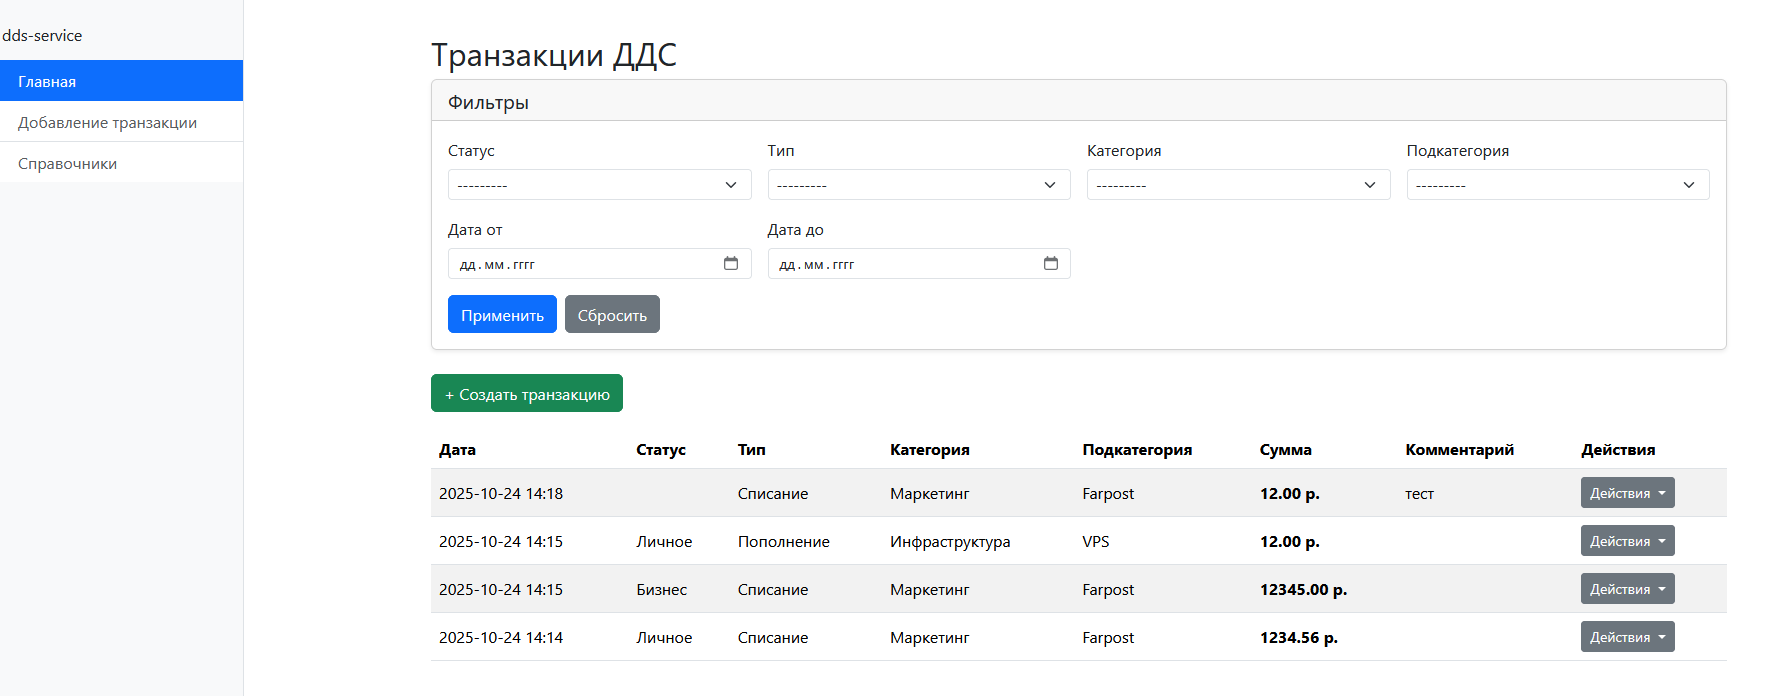 dds-service
Главная
Добавление транзакции
Справочники
Транзакции ДДС
Фильтры
Статус Тип Категория Подкатегория
--------- --------- --------- ---------
Дата от Дата до
дд.мм.гггг дд.мм.гггг
Применить Сбросить
+ Создать транзакцию
Дата Статус Тип Категория Подкатегория Сумма Комментарий Действия
2025-10-24 14:18 Списание Маркетинг Farpost 12.00 р. тест Действия
2025-10-24 14:15 Личное Пополнение Инфраструктура VPS 12.00 р. Действия
2025-10-24 14:15 Бизнес Списание Маркетинг Farpost 12345.00 р. Действия
2025-10-24 14:14 Личное Списание Маркетинг Farpost 1234.56 р. Действия